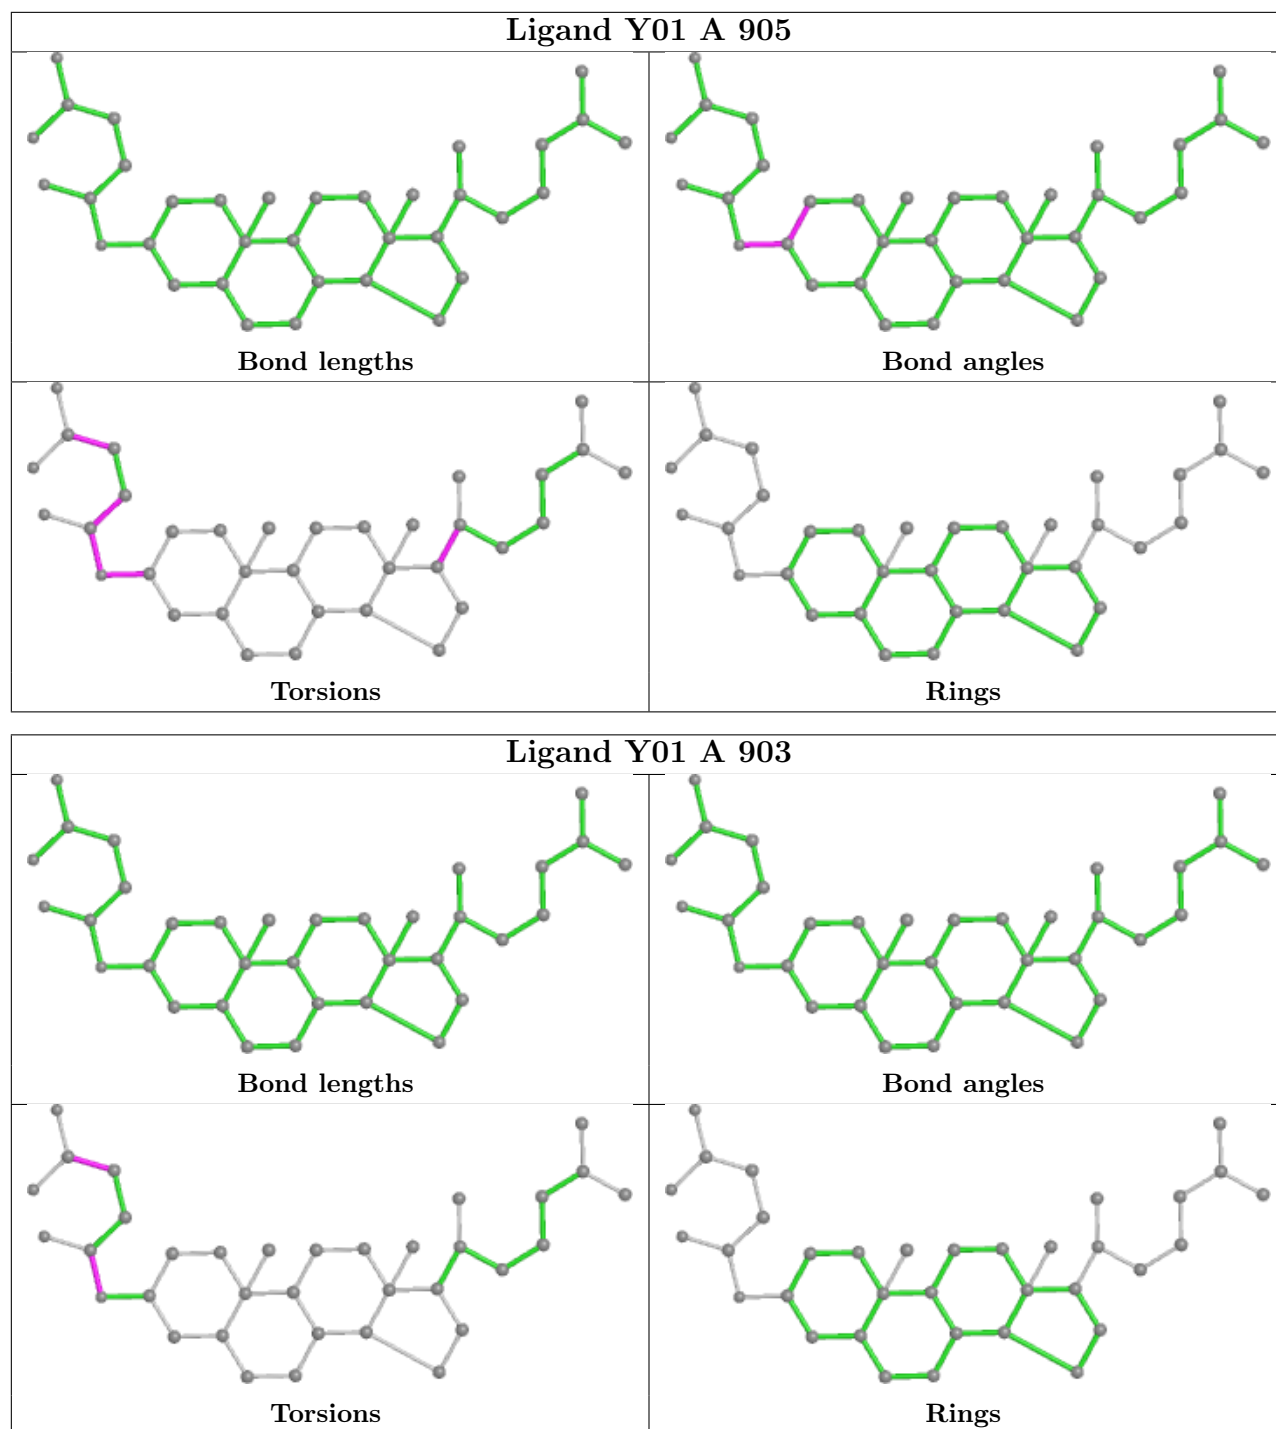 Ligand Y01 A 905
Bond lengths
Bond angles
Torsions
Rings
Ligand Y01 A 903
Bond lengths
Bond angles
Torsions
Rings